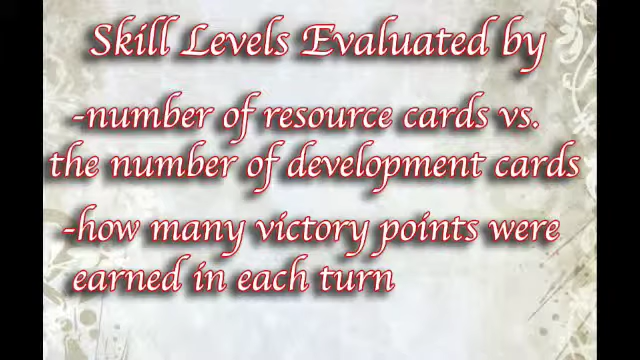 Skill Levels Evaluated by
-number of resource cards vs.
the number of development cards
-how many victory points were
earned in each turn